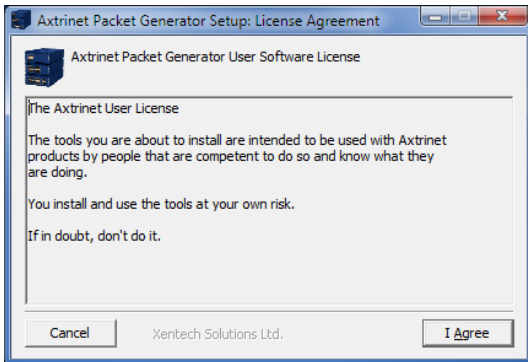 Axtrinet Packet Generator Setup: License Agreement
Axtrinet Packet Generator User Software License
The Axtrinet User License
The tools you are about to install are intended to be used with Axtrinet
products by people that are competent to do so and know what they
are doing.
You install and use the tools at your own risk.
If in doubt, don't do it.
Cancel
Xentech Solutions Ltd.
I Agree